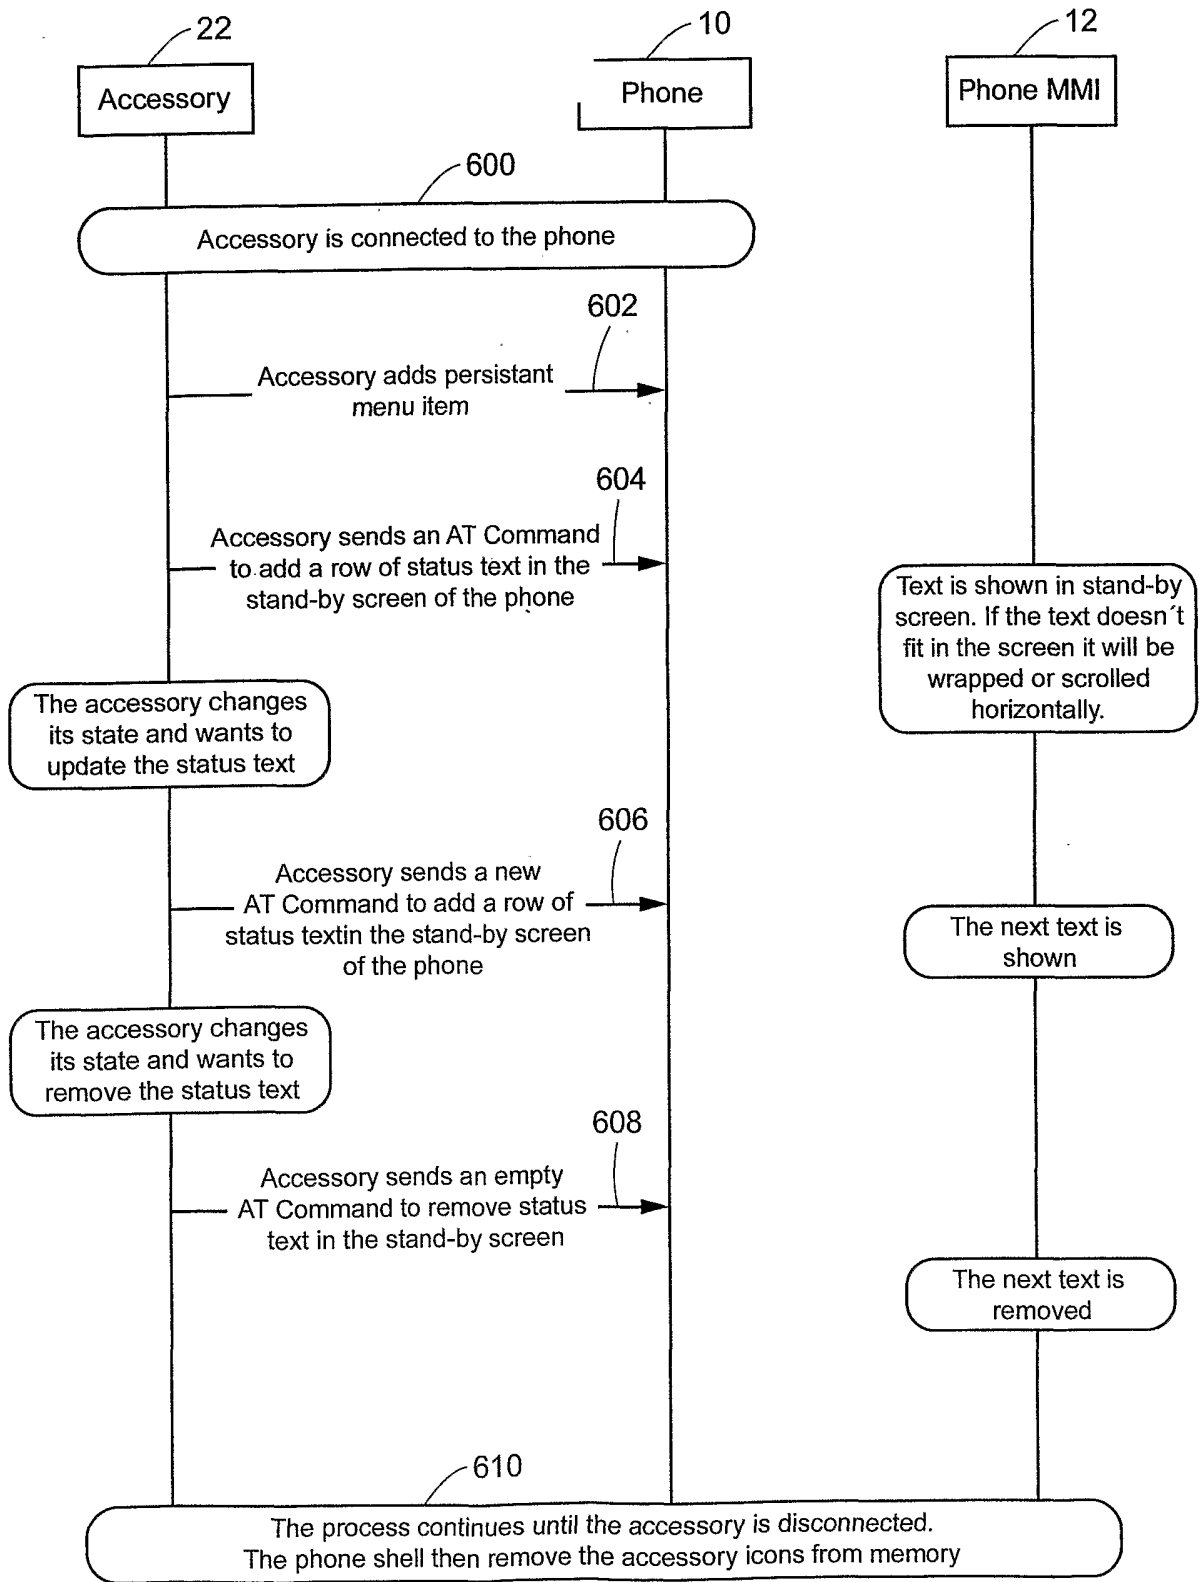 22
10
12
Accessory
Phone
Phone MMI
600
Accessory is connected to the phone
602
Accessory adds persistant
menu item
604
Accessory sends an AT Command
to add a row of status text in the
stand-by screen of the phone
Text is shown in stand-by
screen. If the text doesn´t
fit in the screen it will be
wrapped or scrolled
horizontally.
The accessory changes
its state and wants to
update the status text
606
Accessory sends a new
AT Command to add a row of
status textin the stand-by screen
of the phone
The next text is
shown
The accessory changes
its state and wants to
remove the status text
608
Accessory sends an empty
AT Command to remove status
text in the stand-by screen
The next text is
removed
610
The process continues until the accessory is disconnected.
The phone shell then remove the accessory icons from memory